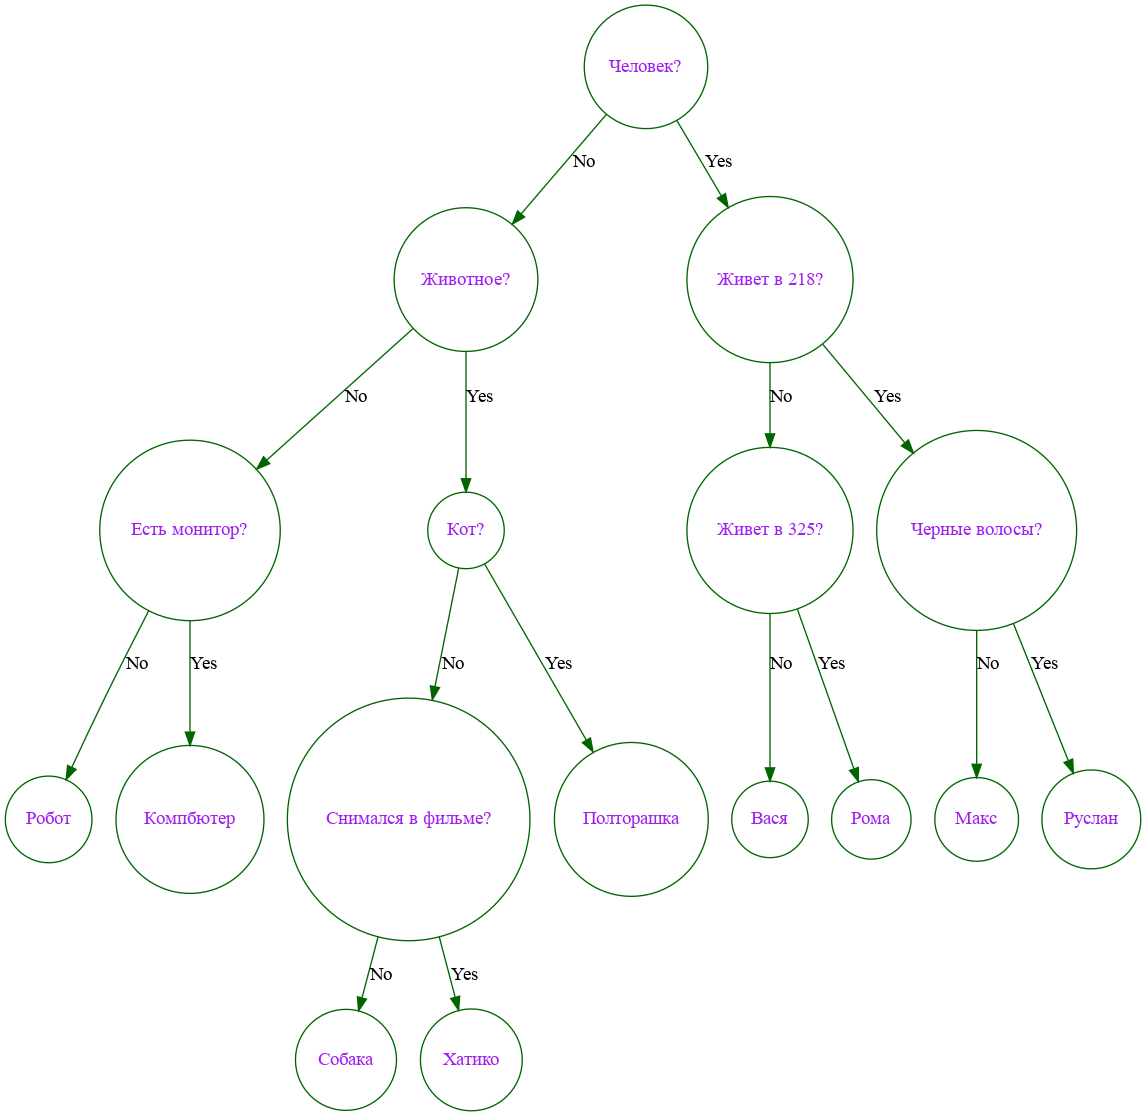 Человек?
No
Yes
Животное?
Живет в 218?
No
Yes
No
Yes
Есть монитор?
Кот?
Живет в 325?
Черные волосы?
No
Yes
No
Yes
No
Yes
No
Yes
Робот
Компбютер
Снимался в фильме?
Полторашка
Вася
Рома
Макс
Руслан
No
Yes
Собака
Хатико